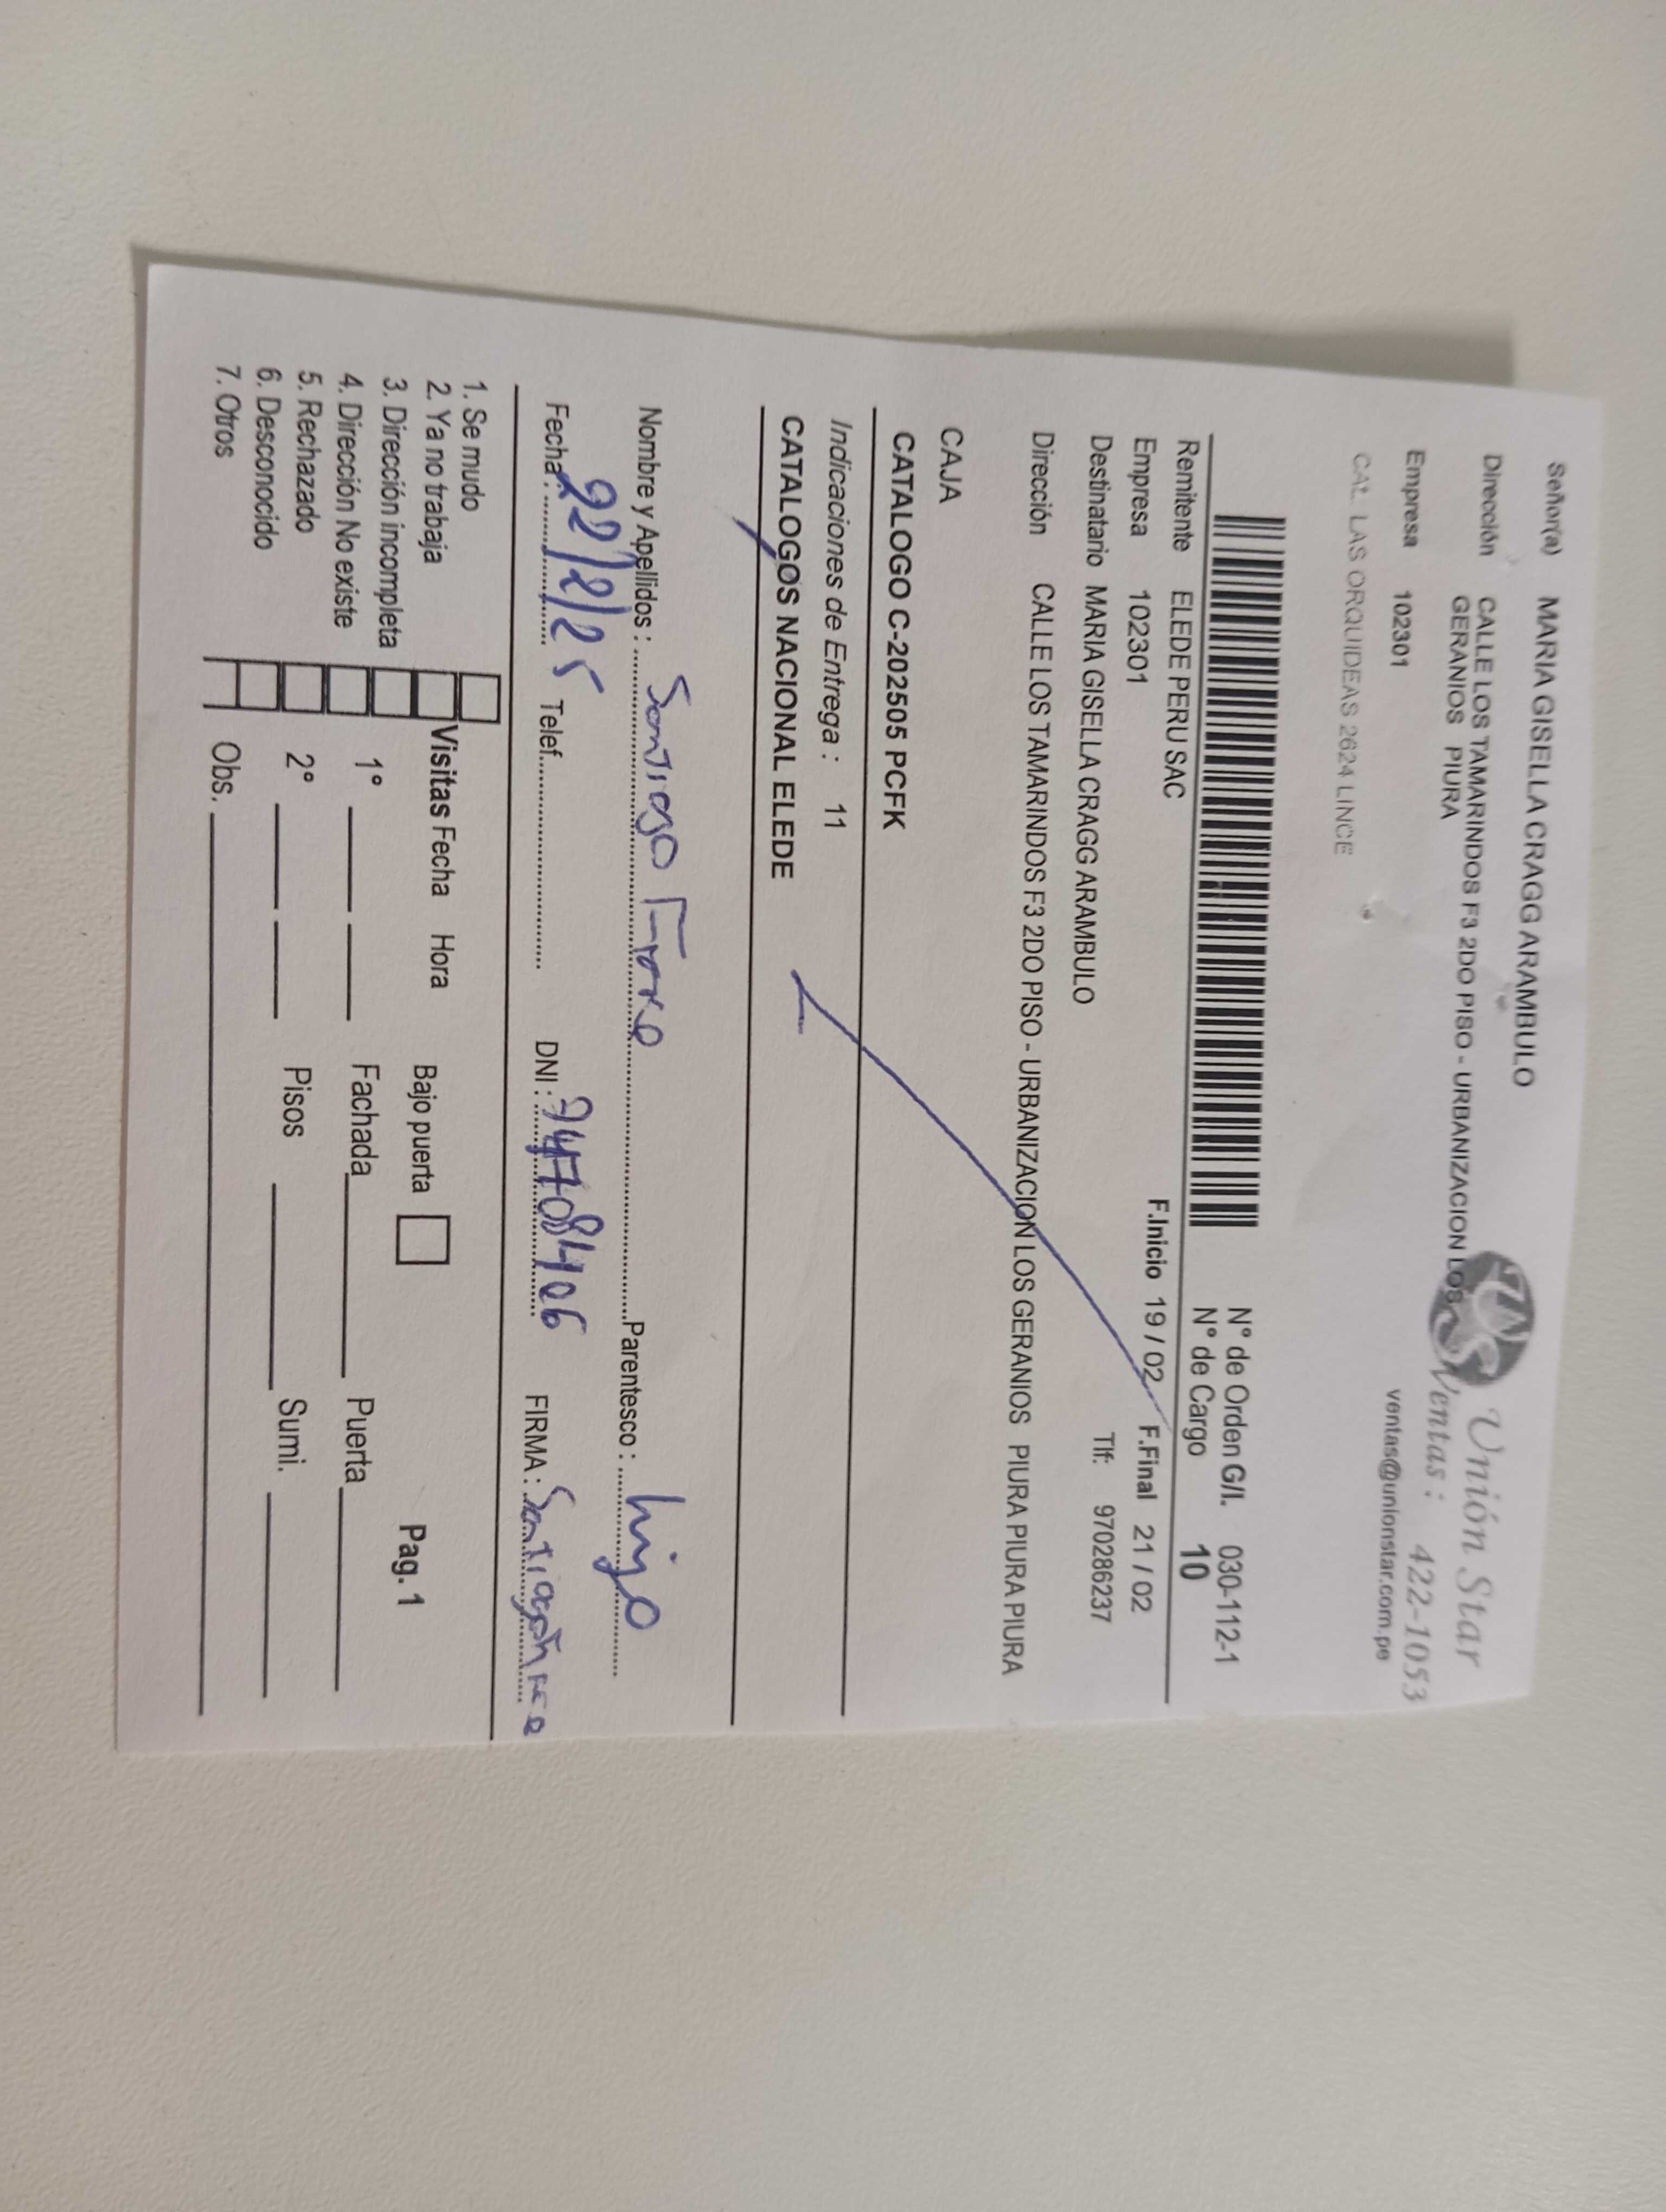 Señor(a) MARIA GISELLA CRAGG ARAMBULO
Dirección CALLE LOS TAMARINDOS F3 2DO PISO - URBANIZACION LOS
GERANIOS PIURA
Empresa 102301
CAL. LAS ORQUIDEAS 2624 LINCE
Unión Star
Ventas: 422-1053
ventas@unionstar.com.pe
N° de Orden G/I. 030-112-1
N° de Cargo 10
Remitente ELEDE PERU SAC
F.Inicio 19 / 02 F.Final 21 / 02
Empresa 102301
Destinatario MARIA GISELLA CRAGG ARAMBULO Tlf: 970286237
Dirección CALLE LOS TAMARINDOS F3 2DO PISO - URBANIZACION LOS GERANIOS PIURA PIURA PIURA
CAJA
CATALOGO C-202505 PCFK
Indicaciones de Entrega : 11
CATALOGOS NACIONAL ELEDE
Nombre y Apellidos : Santiago Parentesco : hijo
Fecha : 22/2/25 Telef. DNI : FIRMA : Santiago
1. Se mudo
2. Ya no trabaja
3. Dirección incompleta
4. Dirección No existe
5. Rechazado
6. Desconocido
7. Otros
Visitas Fecha Hora Bajo puerta Pag. 1
1° Fachada Puerta
2° Pisos Sumi.
Obs.